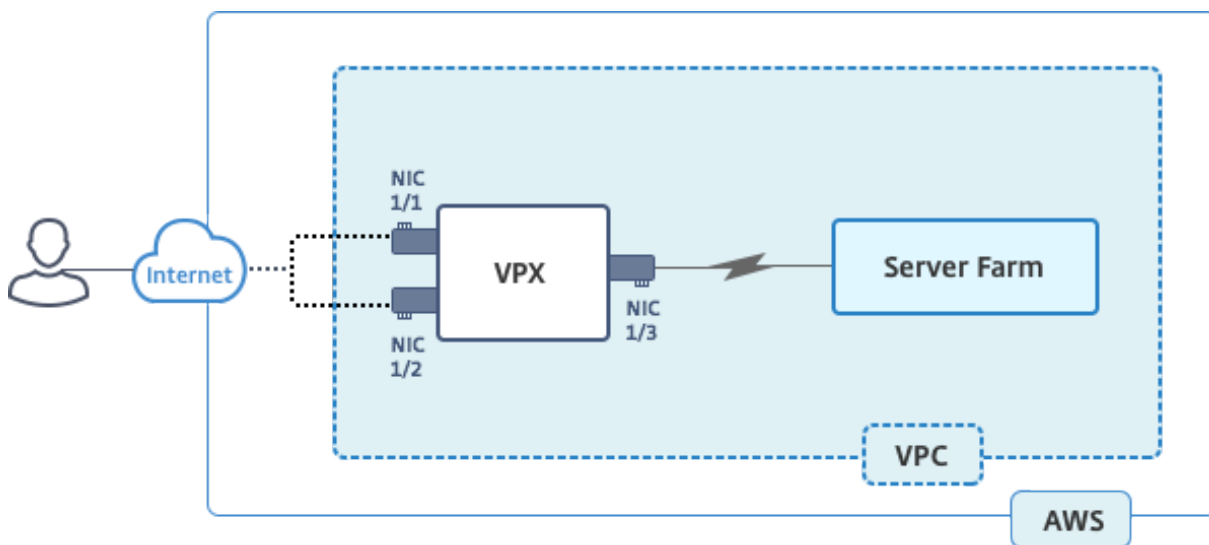 NIC
1/1
Internet
VPX
Server Farm
NIC
1/2
NIC
1/3
VPC
AWS